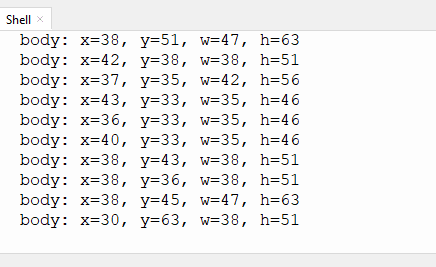 Shell ×
body: x=38, y=51, w=47, h=63
body: x=42, y=38, w=38, h=51
body: x=37, y=35, w=42, h=56
body: x=43, y=33, w=35, h=46
body: x=36, y=33, w=35, h=46
body: x=40, y=33, w=35, h=46
body: x=38, y=43, w=38, h=51
body: x=38, y=36, w=38, h=51
body: x=38, y=45, w=47, h=63
body: x=30, y=63, w=38, h=51